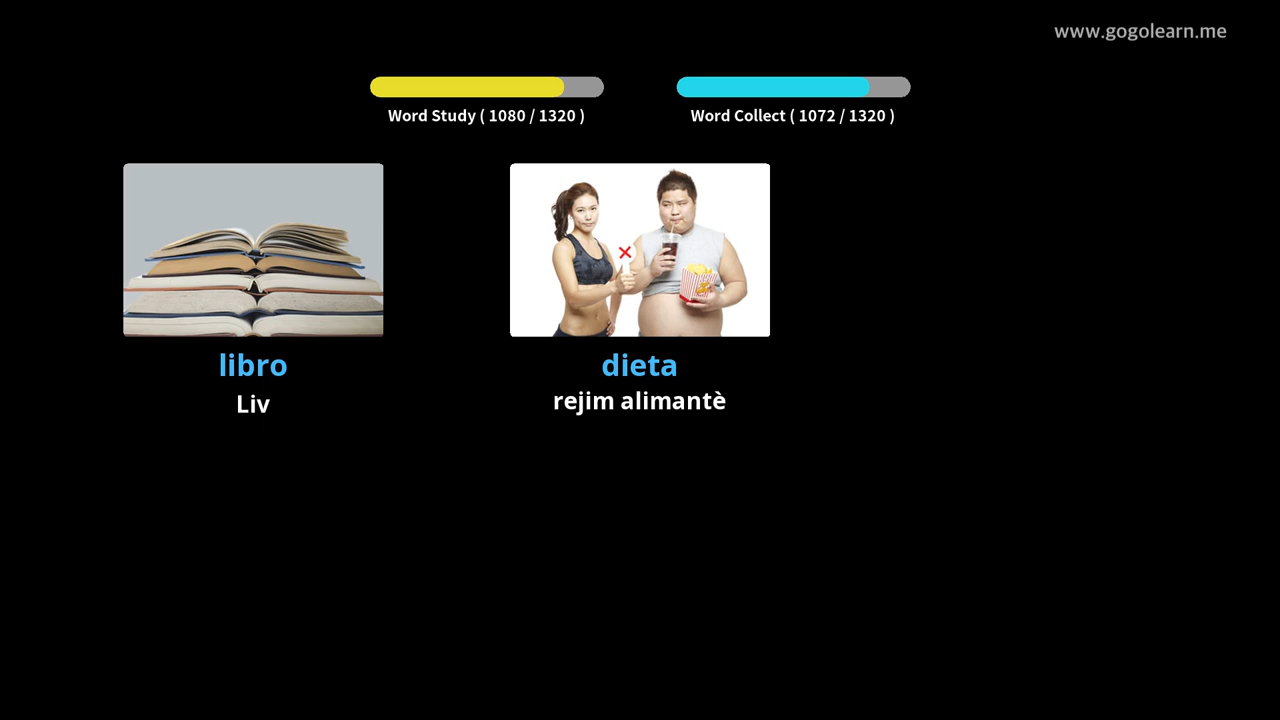 www.gogolearn.me
Word Study ( 1080 / 1320 )
Word Collect ( 1072 / 1320 )
libro
Liv
dieta
rejim alimantè